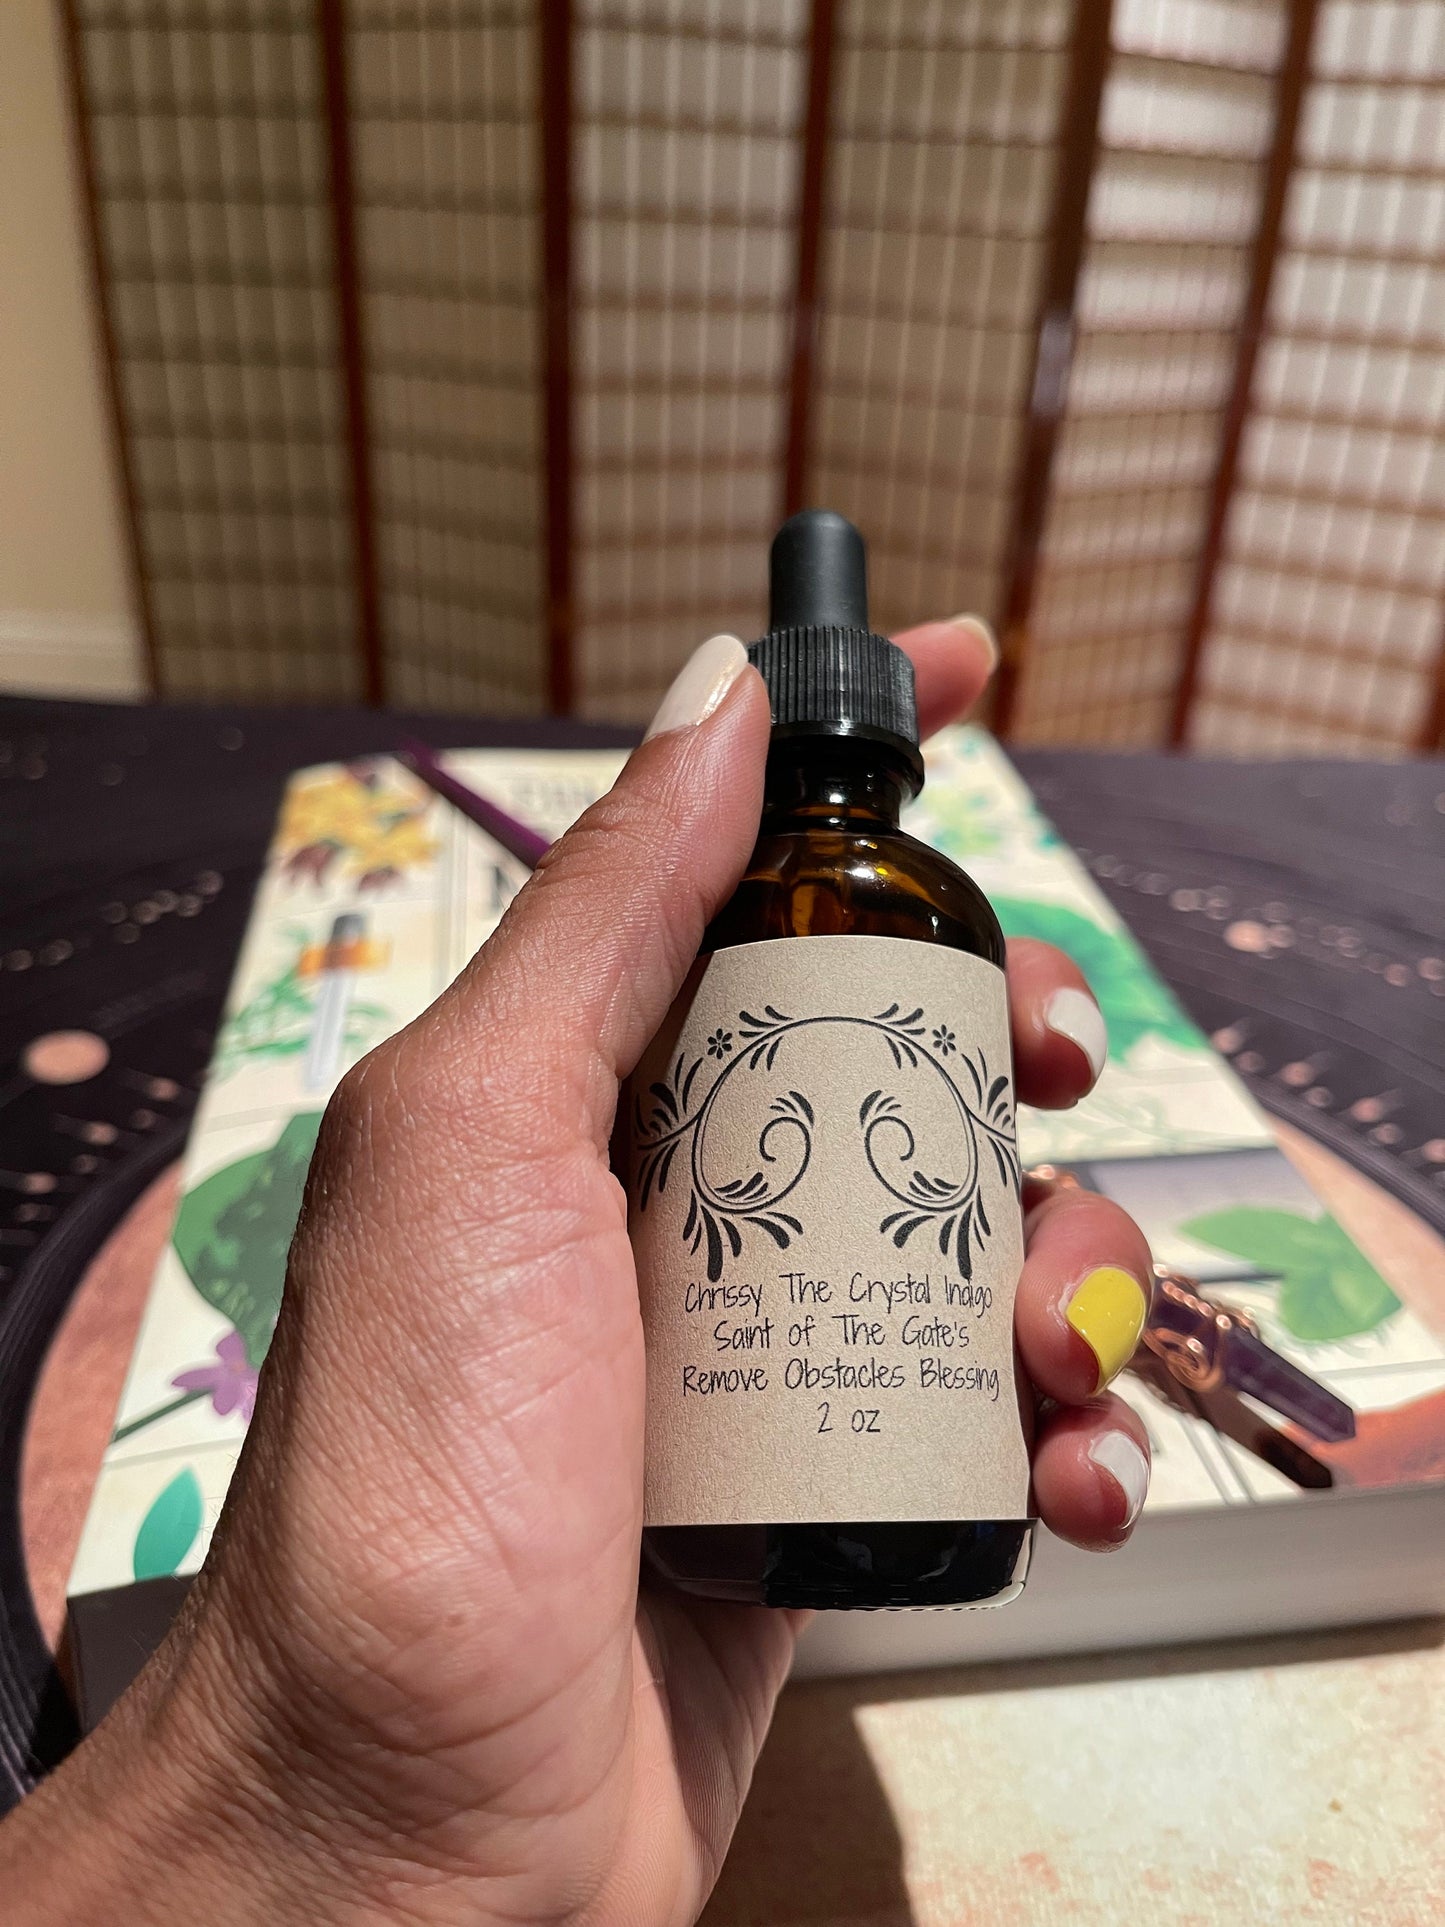 Chrissy The Crystal Indigo
Saint of The Gate's
Remove Obstacles Blessing
2 oz